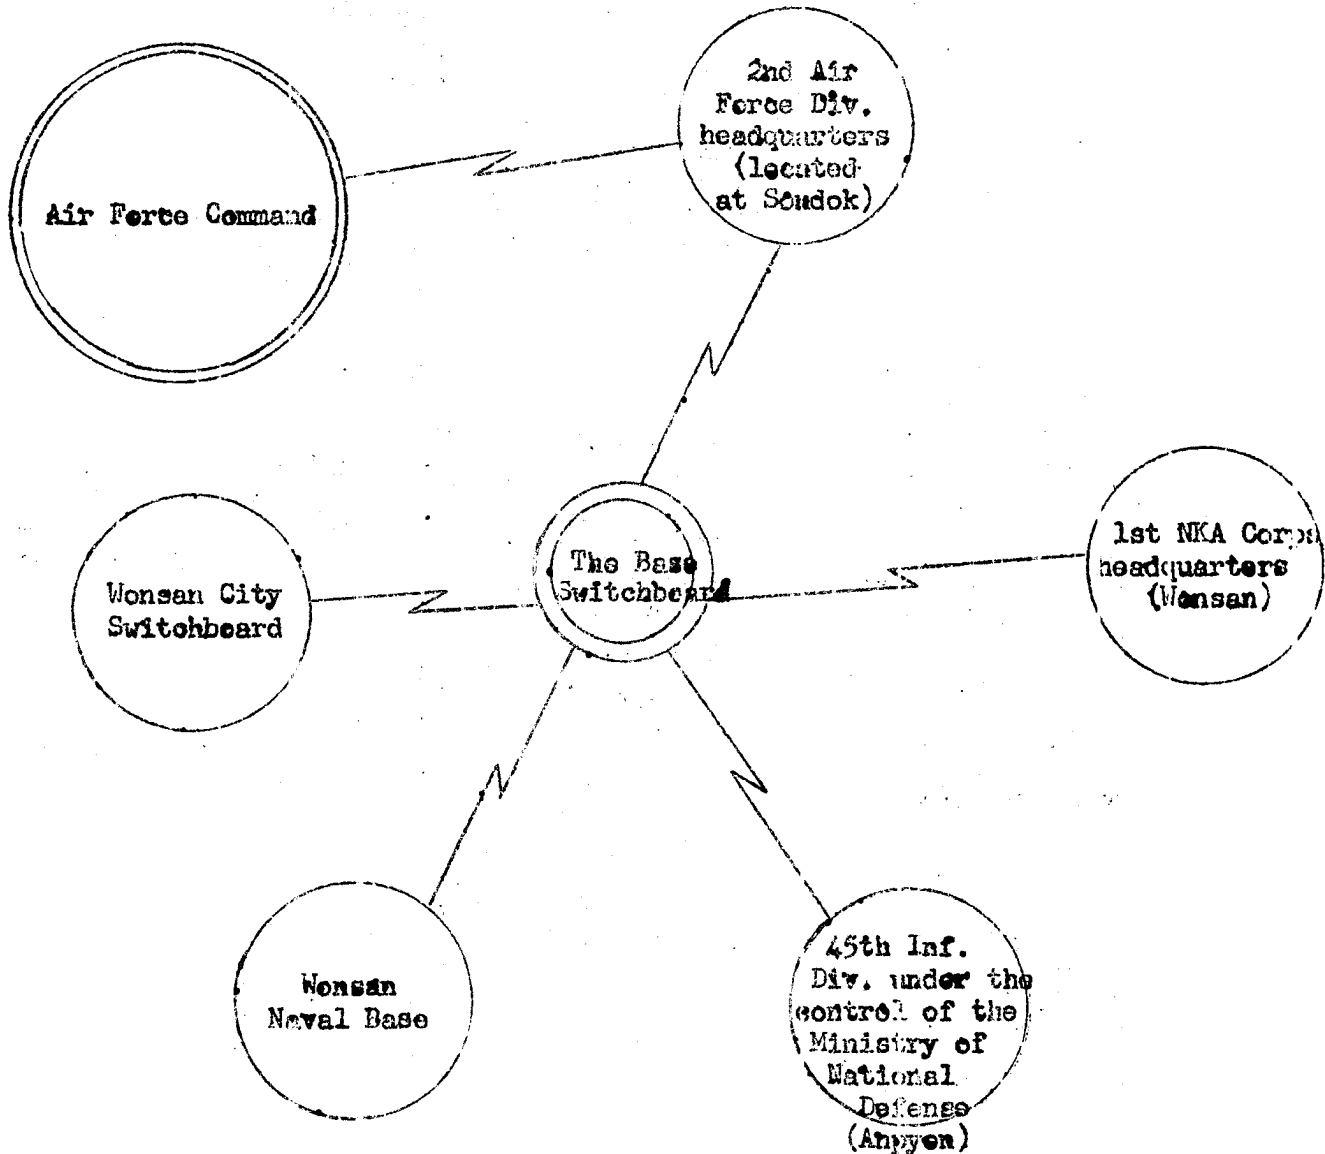 2nd Air
Force Div.
headquarters
(located
at Sondok)
Air Force Command
The Base
Switchboard
1st NKA Corps
headquarters
(Wonsan)
Wonsan City
Switchboard
Wonsan
Naval Base
45th Inf.
Div. under the
control of the
Ministry of
National
Defense
(Anpyon)